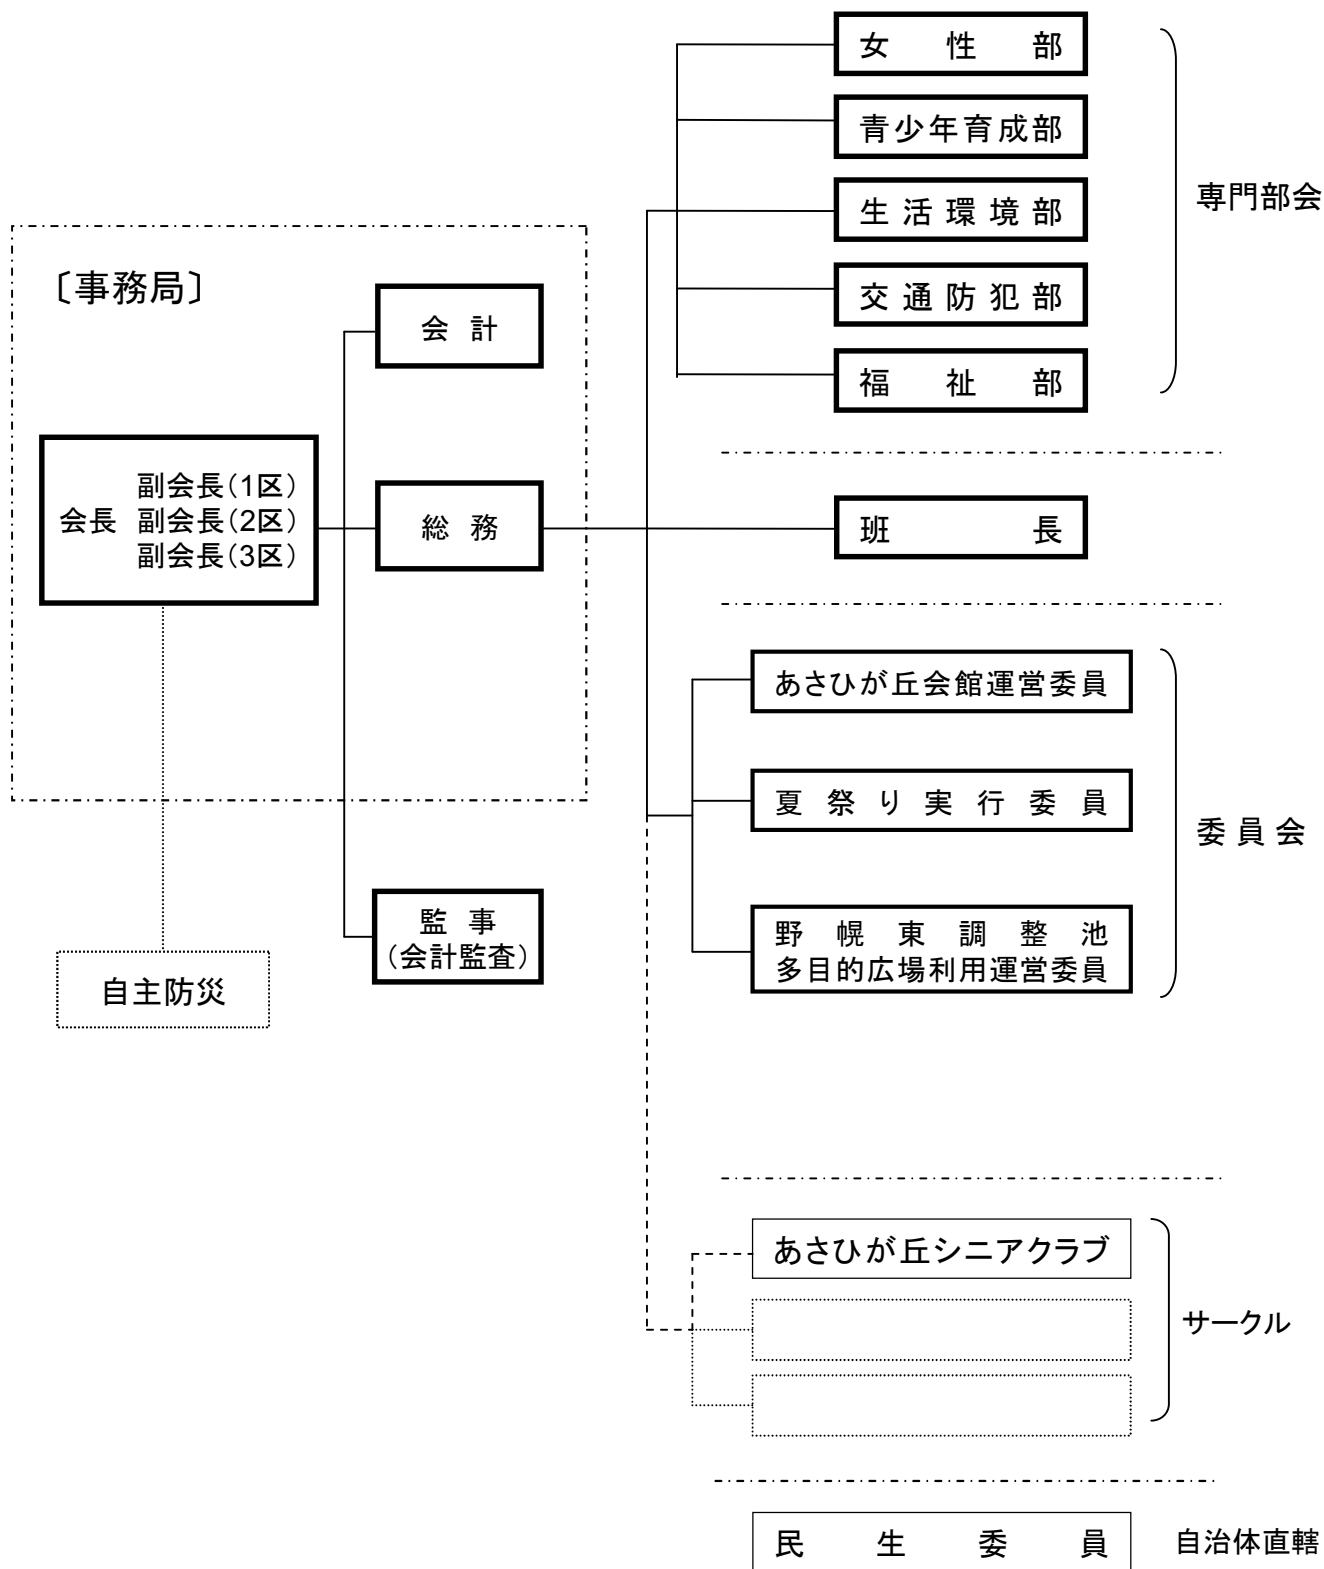 女性部
青少年育成部
生活環境部
交通防犯部
福祉部
専門部会
〔事務局〕
会計
会長
副会長(1区)
副会長(2区)
副会長(3区)
総務
班長
あさひが丘会館運営委員
夏祭り実行委員
野幌東調整池
多目的広場利用運営委員
委員会
監事
(会計監査)
自主防災
あさひが丘シニアクラブ
サークル
民生委員
自治体直轄